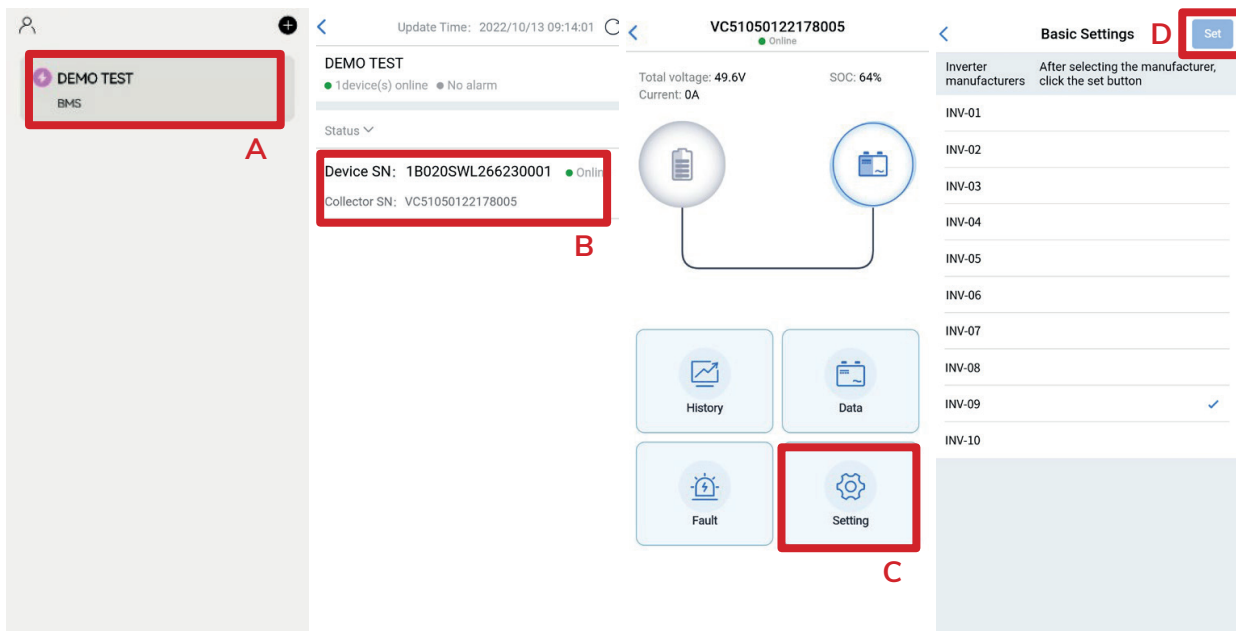 DEMO TEST
BMS
A
Update Time: 2022/10/13 09:14:01
DEMO TEST
1device(s) online No alarm
Status
Device SN: 1B020SWL266230001 Onlin
Collector SN: VC51050122178005
B
VC51050122178005
Online
Total voltage: 49.6V SOC: 64%
Current: 0A
History Data
Fault Setting
C
Basic Settings D Set
Inverter manufacturers
After selecting the manufacturer,
click the set button
INV-01
INV-02
INV-03
INV-04
INV-05
INV-06
INV-07
INV-08
INV-09
INV-10